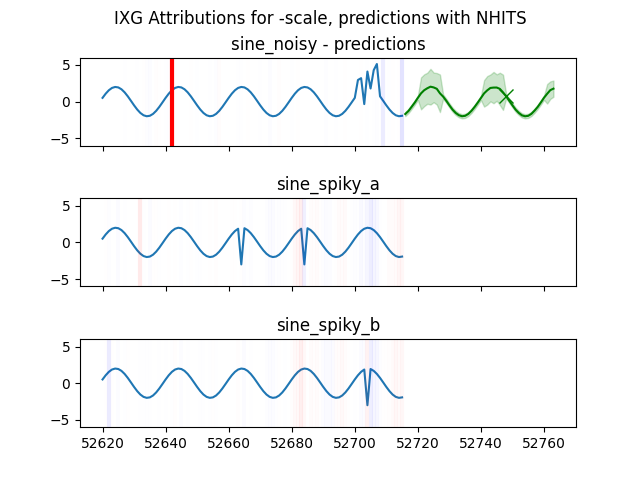 IXG Attributions for -scale, predictions with NHITS
sine_noisy - predictions
5
0
−5
sine_spiky_a
5
0
−5
sine_spiky_b
5
0
−5
52620 52640 52660 52680 52700 52720 52740 52760